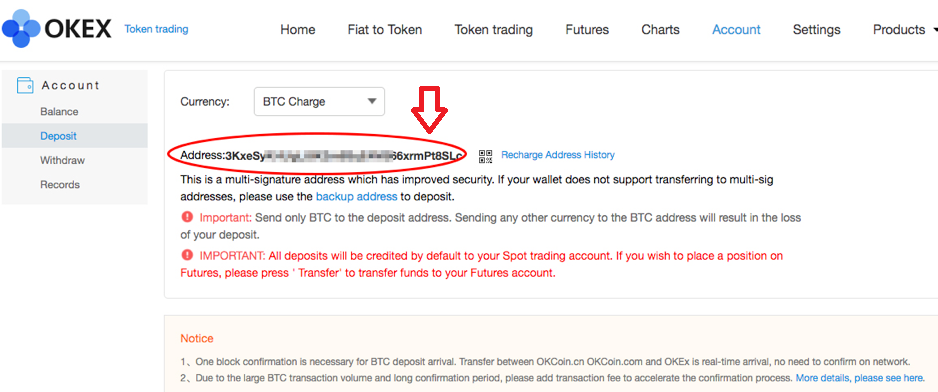 OKEX Token trading Home Fiat to Token Token trading Futures Charts Account Settings Products
Account
Balance
Deposit
Withdraw
Records
Currency: BTC Charge
Address: Recharge Address History
This is a multi-signature address which has improved security. If your wallet does not support transferring to multi-sig
addresses, please use the backup address to deposit.
Important: Send only BTC to the deposit address. Sending any other currency to the BTC address will result in the loss
of your deposit.
IMPORTANT: All deposits will be credited by default to your Spot trading account. If you wish to place a position on
Futures, please press ' Transfer' to transfer funds to your Futures account.
Notice
1、One block confirmation is necessary for BTC deposit arrival. Transfer between OKCoin.cn OKCoin.com and OKEx is real-time arrival, no need to confirm on network.
2、Due to the large BTC transaction volume and long confirmation period, please add transaction fee to accelerate the confirmation process. More details, please see here.